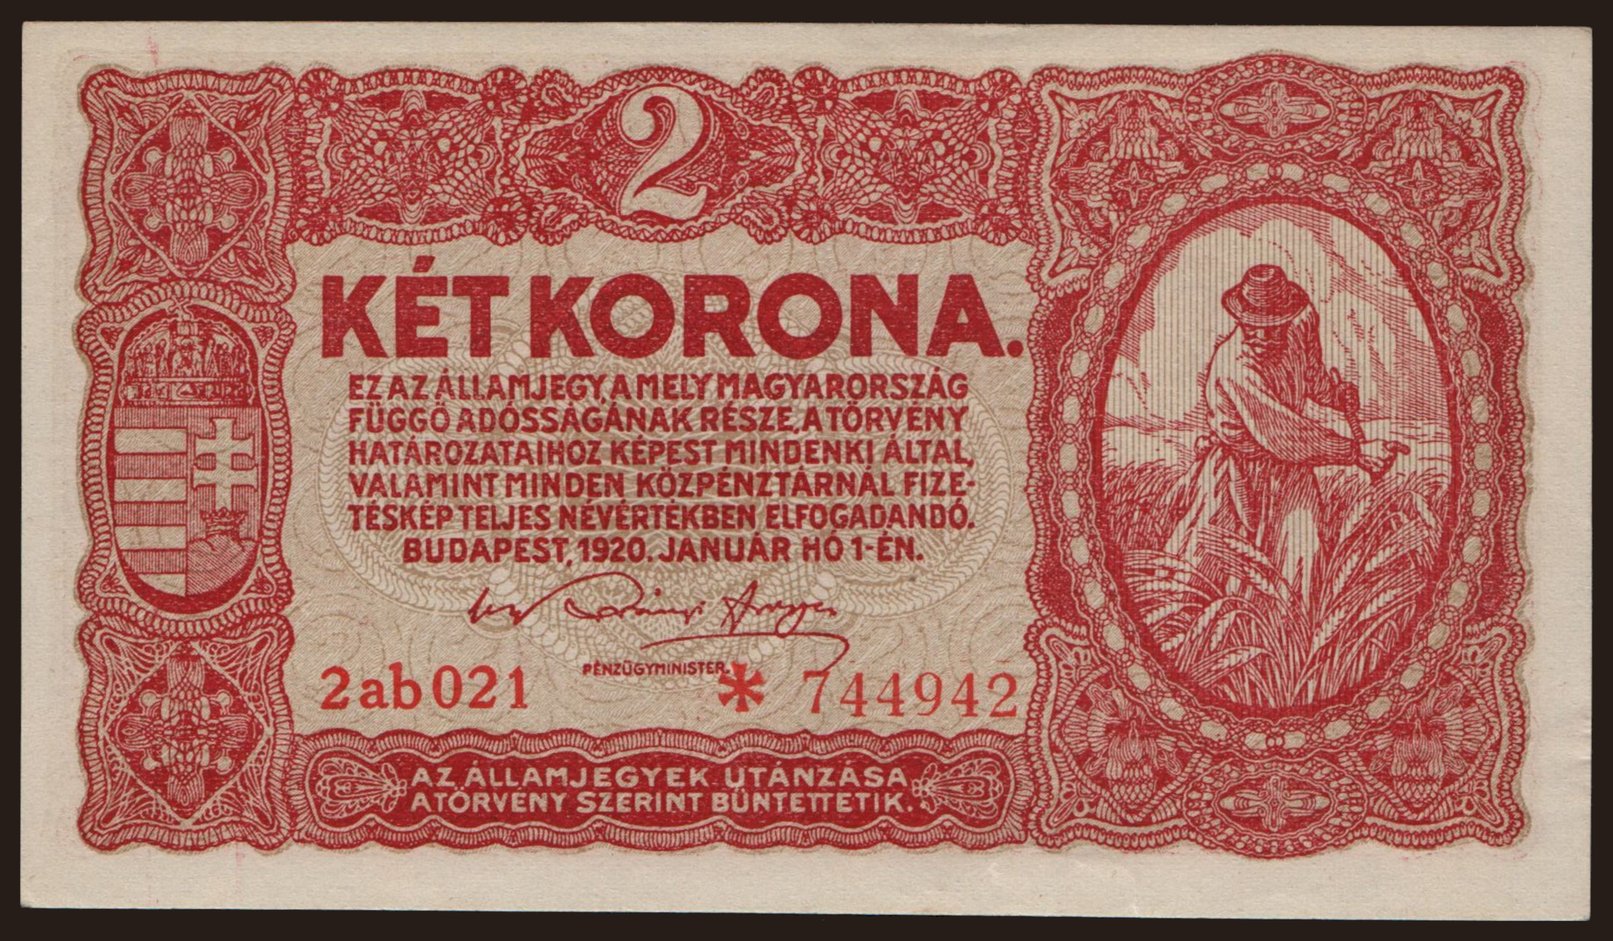 2
KÉT KORONA.
EZ AZ ÁLLAMJEGY, AMELY MAGYARORSZÁG
FÜGGŐ ADÓSSÁGÁNAK RÉSZE, A TÖRVÉNY
HATÁROZATAIHOZ KÉPEST MINDENKI ÁLTAL,
VALAMINT MINDEN KÖZPÉNZTÁRNÁL FIZE-
TÉSKÉP TELJES NÉVÉRTÉKBEN ELFOGADANDÓ.
BUDAPEST, 1920. JANUÁR HÓ 1-ÉN.
PÉNZÜGYMINISTER.
2ab021 * 744942
AZ ÁLLAMJEGYEK UTÁNZÁSA
A TÖRVÉNY SZERINT BÜNTETTETIK.